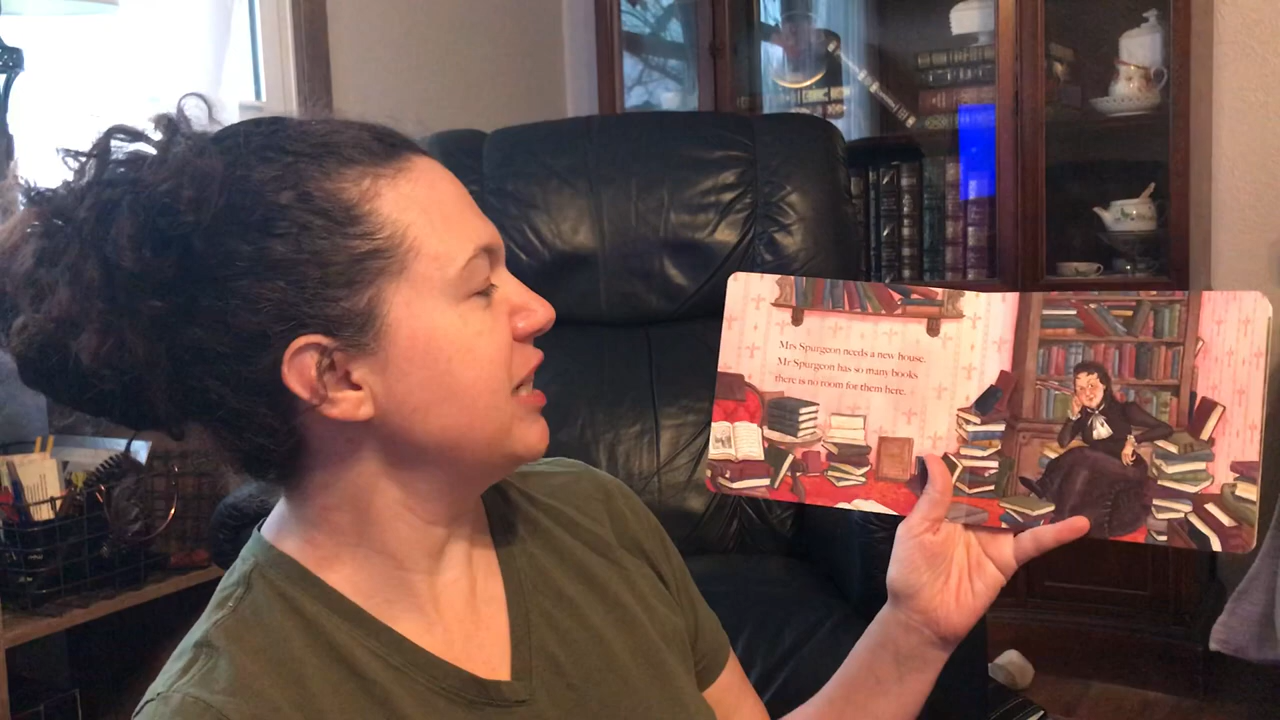 Mrs Spurgeon needs a new house.
Mr Spurgeon has so many books
there is no room for them here.